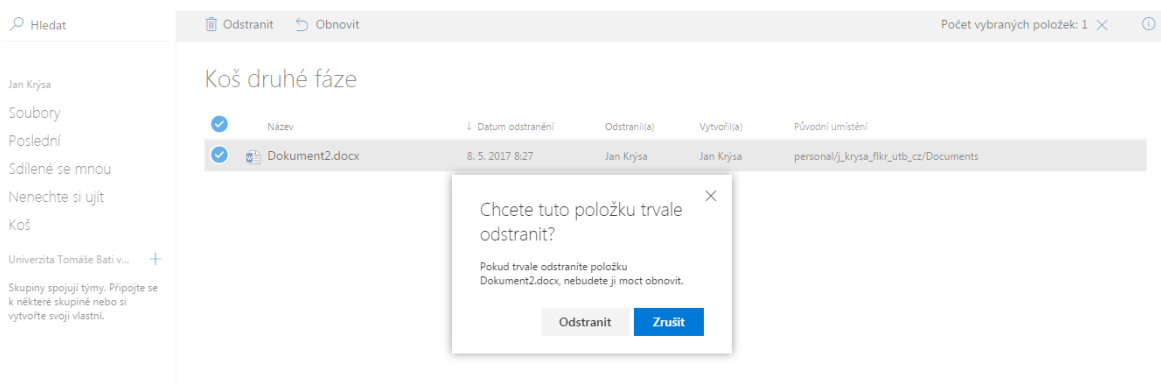 Hledat
Odstranit Obnovit Počet vybraných položek: 1
Jan Krýsa
Soubory
Poslední
Sdílené se mnou
Nenechte si ujít
Koš
Univerzita Tomáše Bati v...
Skupiny spojují týmy. Připojte se
k některé skupině nebo si
vytvořte svoji vlastní.
Koš druhé fáze
Název ↓ Datum odstranění Odstranil(a) Vytvořil(a) Původní umístění
Dokument2.docx 8. 5. 2017 8:27 Jan Krýsa Jan Krýsa personal/j_krysa_flkr_utb_cz/Documents
Chcete tuto položku trvale
odstranit?
Pokud trvale odstraníte položku
Dokument2.docx, nebudete ji moct obnovit.
Odstranit Zrušit